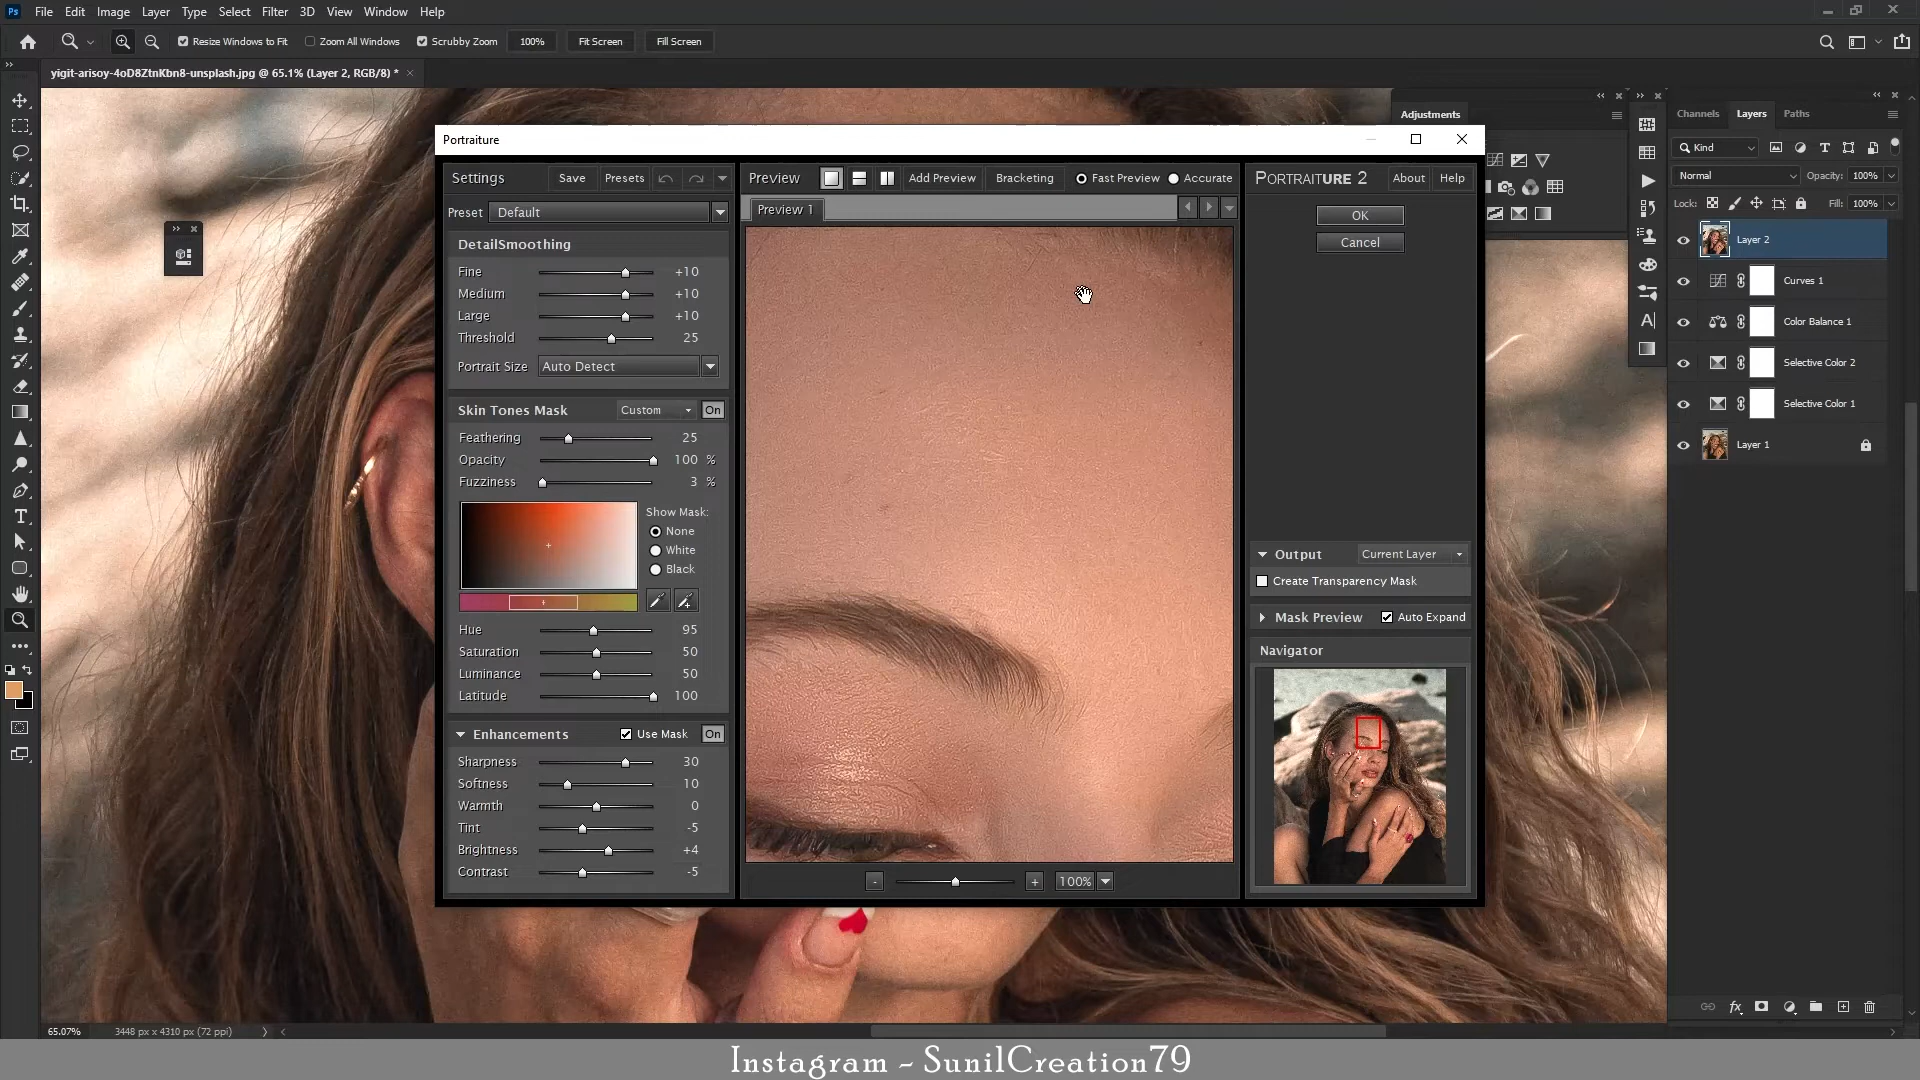 Ps File Edit Image Layer Type Select Filter 3D View Window Help
Resize Windows to Fit Zoom All Windows Scrubby Zoom 100% Fit Screen Fill Screen
yigit-arisoy-4oD8ZtnKbn8-unsplash.jpg @ 65.1% (Layer 2, RGB/8) *
Portraiture
Settings Save Presets
Preset Default
DetailSmoothing
Fine +10
Medium +10
Large +10
Threshold 25
Portrait Size Auto Detect
Skin Tones Mask Custom On
Feathering 25
Opacity 100 %
Fuzziness 3 %
Show Mask:
None
White
Black
Hue 95
Saturation 50
Luminance 50
Latitude 100
Enhancements Use Mask On
Sharpness 30
Softness 10
Warmth 0
Tint -5
Brightness +4
Contrast -5
Preview Add Preview Bracketing Fast Preview Accurate
Preview 1
- + 100%
PORTRAITURE 2 About Help
OK
Cancel
Output Current Layer
Create Transparency Mask
Mask Preview Auto Expand
Navigator
Adjustments
Channels Layers Paths
Kind
Normal Opacity: 100%
Lock: Fill: 100%
Layer 2
Curves 1
Color Balance 1
Selective Color 2
Selective Color 1
Layer 1
65.07% 3448 px x 4310 px (72 ppi)
Instagram - SunilCreation79